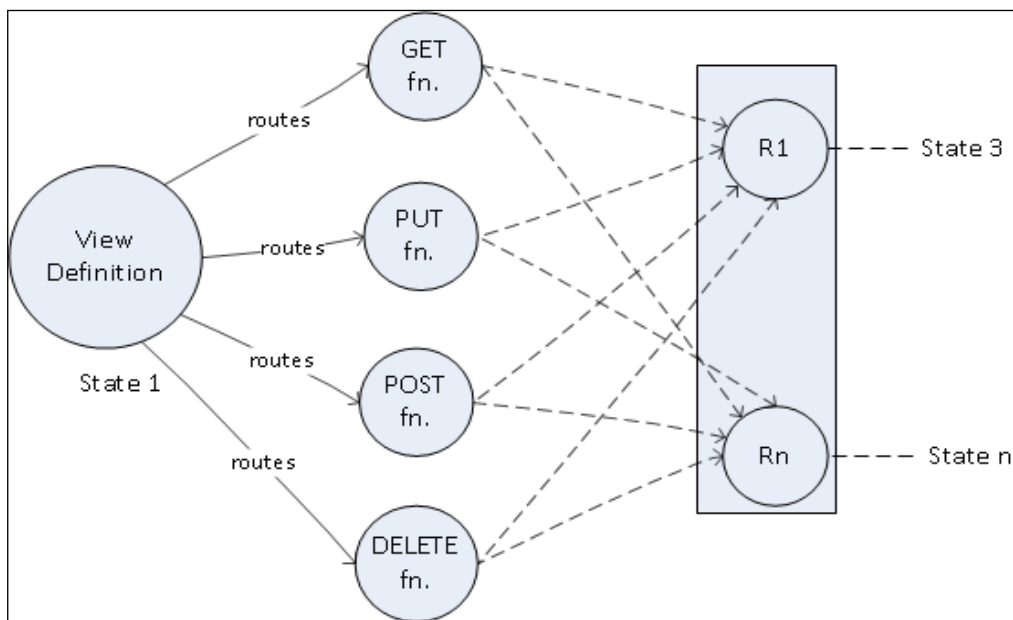 GET
fn.
routes
R1
State 3
View
Definition
routes
PUT
fn.
State 1
routes
POST
fn.
Rn
State n
routes
DELETE
fn.